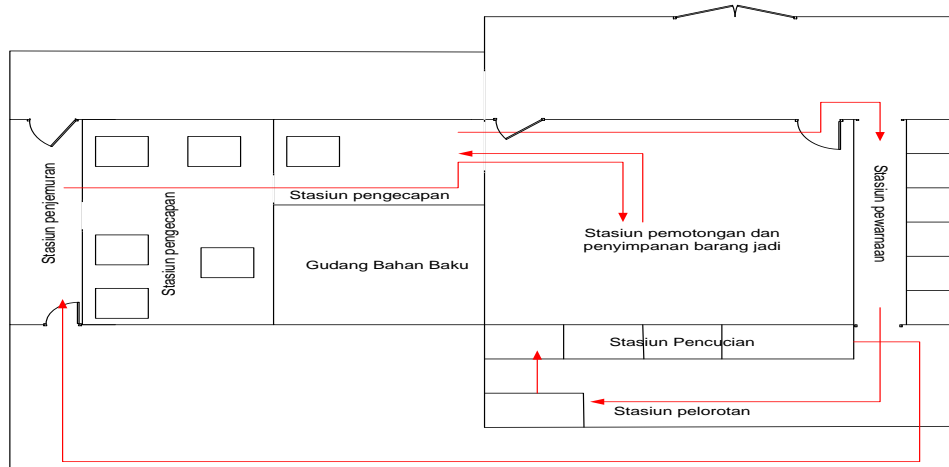 Stasiun penjemuran
Stasiun pengecapan
Stasiun pengecapan
Gudang Bahan Baku
Stasiun pemotongan dan
penyimpanan barang jadi
Stasiun pewarnaan
Stasiun Pencucian
Stasiun pelorotan